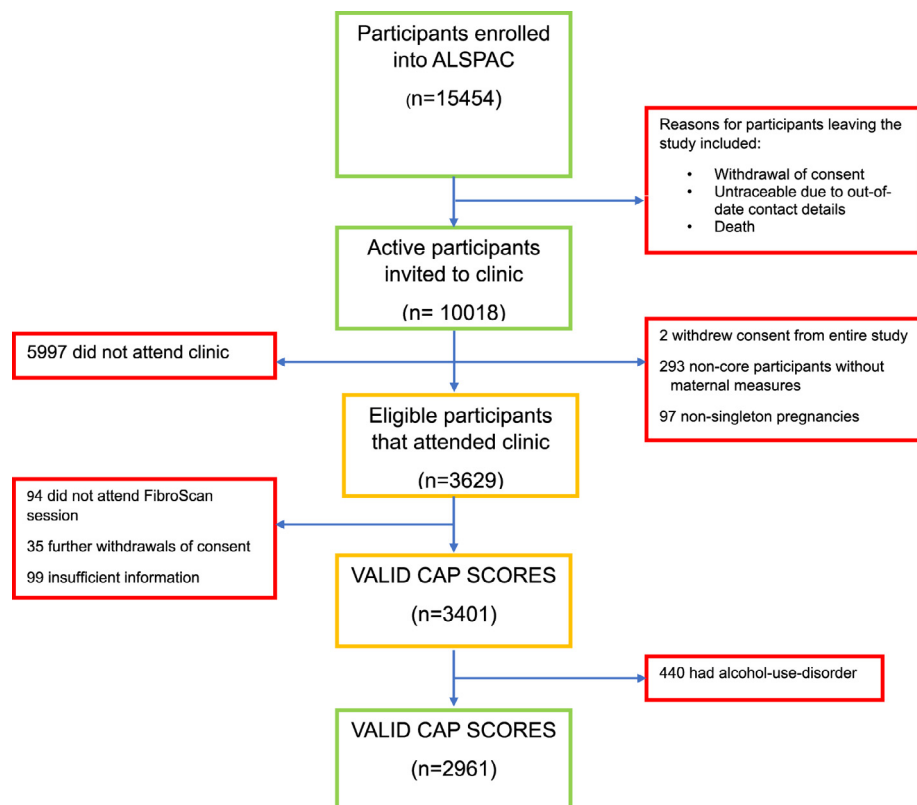 Participants enrolled
into ALSPAC
(n=15454)
Reasons for participants leaving the
study included:
• Withdrawal of consent
• Untraceable due to out-of-
date contact details
• Death
Active participants
invited to clinic
(n= 10018)
5997 did not attend clinic
2 withdrew consent from entire study
293 non-core participants without
maternal measures
97 non-singleton pregnancies
Eligible participants
that attended clinic
(n=3629)
94 did not attend FibroScan
session
35 further withdrawals of consent
99 insufficient information
VALID CAP SCORES
(n=3401)
440 had alcohol-use-disorder
VALID CAP SCORES
(n=2961)